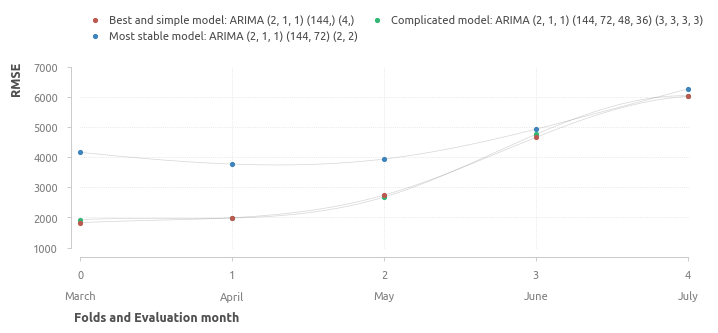 Best and simple model: ARIMA (2, 1, 1) (144,) (4,)
Complicated model: ARIMA (2, 1, 1) (144, 72, 48, 36) (3, 3, 3, 3)
Most stable model: ARIMA (2, 1, 1) (144, 72) (2, 2)
RMSE
7000
6000
5000
4000
3000
2000
1000
0 1 2 3 4
March April May June July
Folds and Evaluation month